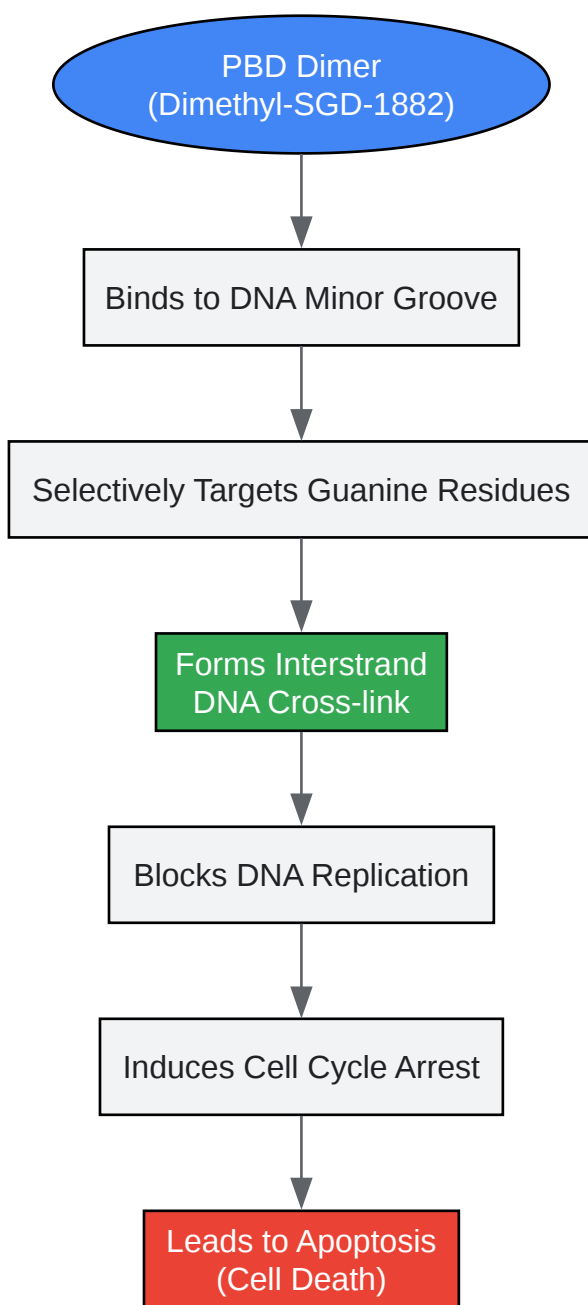 PBD Dimer
(Dimethyl-SGD-1882)
Binds to DNA Minor Groove
Selectively Targets Guanine Residues
Forms Interstrand
DNA Cross-link
Blocks DNA Replication
Induces Cell Cycle Arrest
Leads to Apoptosis
(Cell Death)